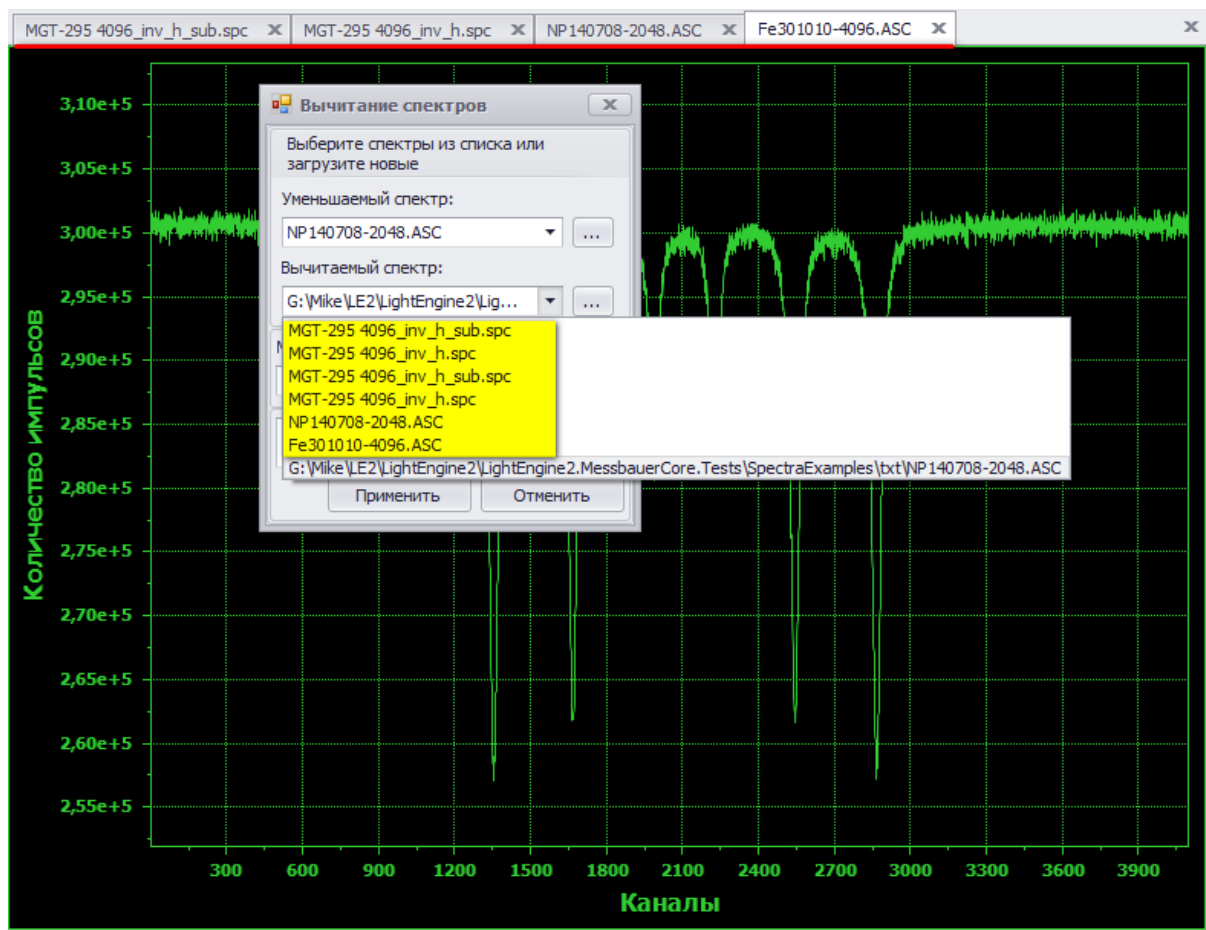 MGT-295 4096_inv_h_sub.spc
MGT-295 4096_inv_h.spc
NP140708-2048.ASC
Fe301010-4096.ASC
Вычитание спектров
Выберите спектры из списка или
загрузите новые
Уменьшаемый спектр:
NP140708-2048.ASC
...
Вычитаемый спектр:
G:\Mike\LE2\LightEngine2\Lig...
...
MGT-295 4096_inv_h_sub.spc
MGT-295 4096_inv_h.spc
MGT-295 4096_inv_h_sub.spc
MGT-295 4096_inv_h.spc
NP140708-2048.ASC
Fe301010-4096.ASC
G:\Mike\LE2\LightEngine2\LightEngine2.MessbauerCore.Tests\SpectraExamples\txt\NP140708-2048.ASC
Применить
Отменить
Количество импульсов
3,10e+5
3,05e+5
3,00e+5
2,95e+5
2,90e+5
2,85e+5
2,80e+5
2,75e+5
2,70e+5
2,65e+5
2,60e+5
2,55e+5
300 600 900 1200 1500 1800 2100 2400 2700 3000 3300 3600 3900
Каналы